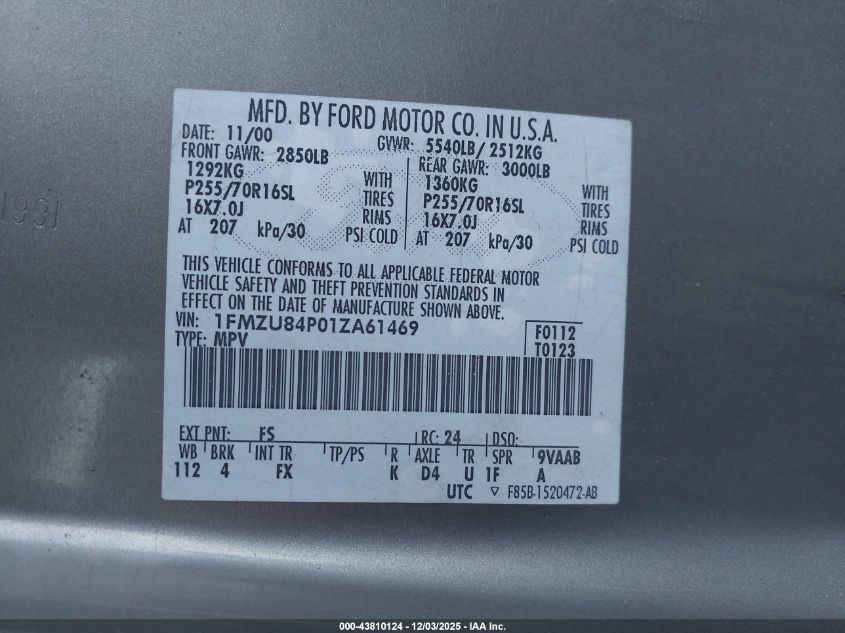 MFD. BY FORD MOTOR CO. IN U.S.A.
DATE: 11/00 GVWR: 5540LB/ 2512KG
FRONT GAWR: 2850LB REAR GAWR: 3000LB
1292KG WITH 1360KG WITH
P255/70R16SL TIRES P255/70R16SL TIRES
16X7.0J RIMS 16X7.0J RIMS
AT 207 kPa/30 PSI COLD AT 207 kPa/30 PSI COLD
THIS VEHICLE CONFORMS TO ALL APPLICABLE FEDERAL MOTOR
VEHICLE SAFETY AND THEFT PREVENTION STANDARDS IN
EFFECT ON THE DATE OF MANUFACTURE SHOWN ABOVE.
VIN: 1FMZU84P01ZA61469 F0112
TYPE: MPV T0123
EXT PNT: FS RC: 24 DSO:
WB BRK INT TR TP/PS R AXLE TR SPR 9VAAB
112 4 FX K D4 U 1F A
UTC ▽ F85B-1520472-AB
1661
000-43810124 - 12/03/2025 - IAA Inc.